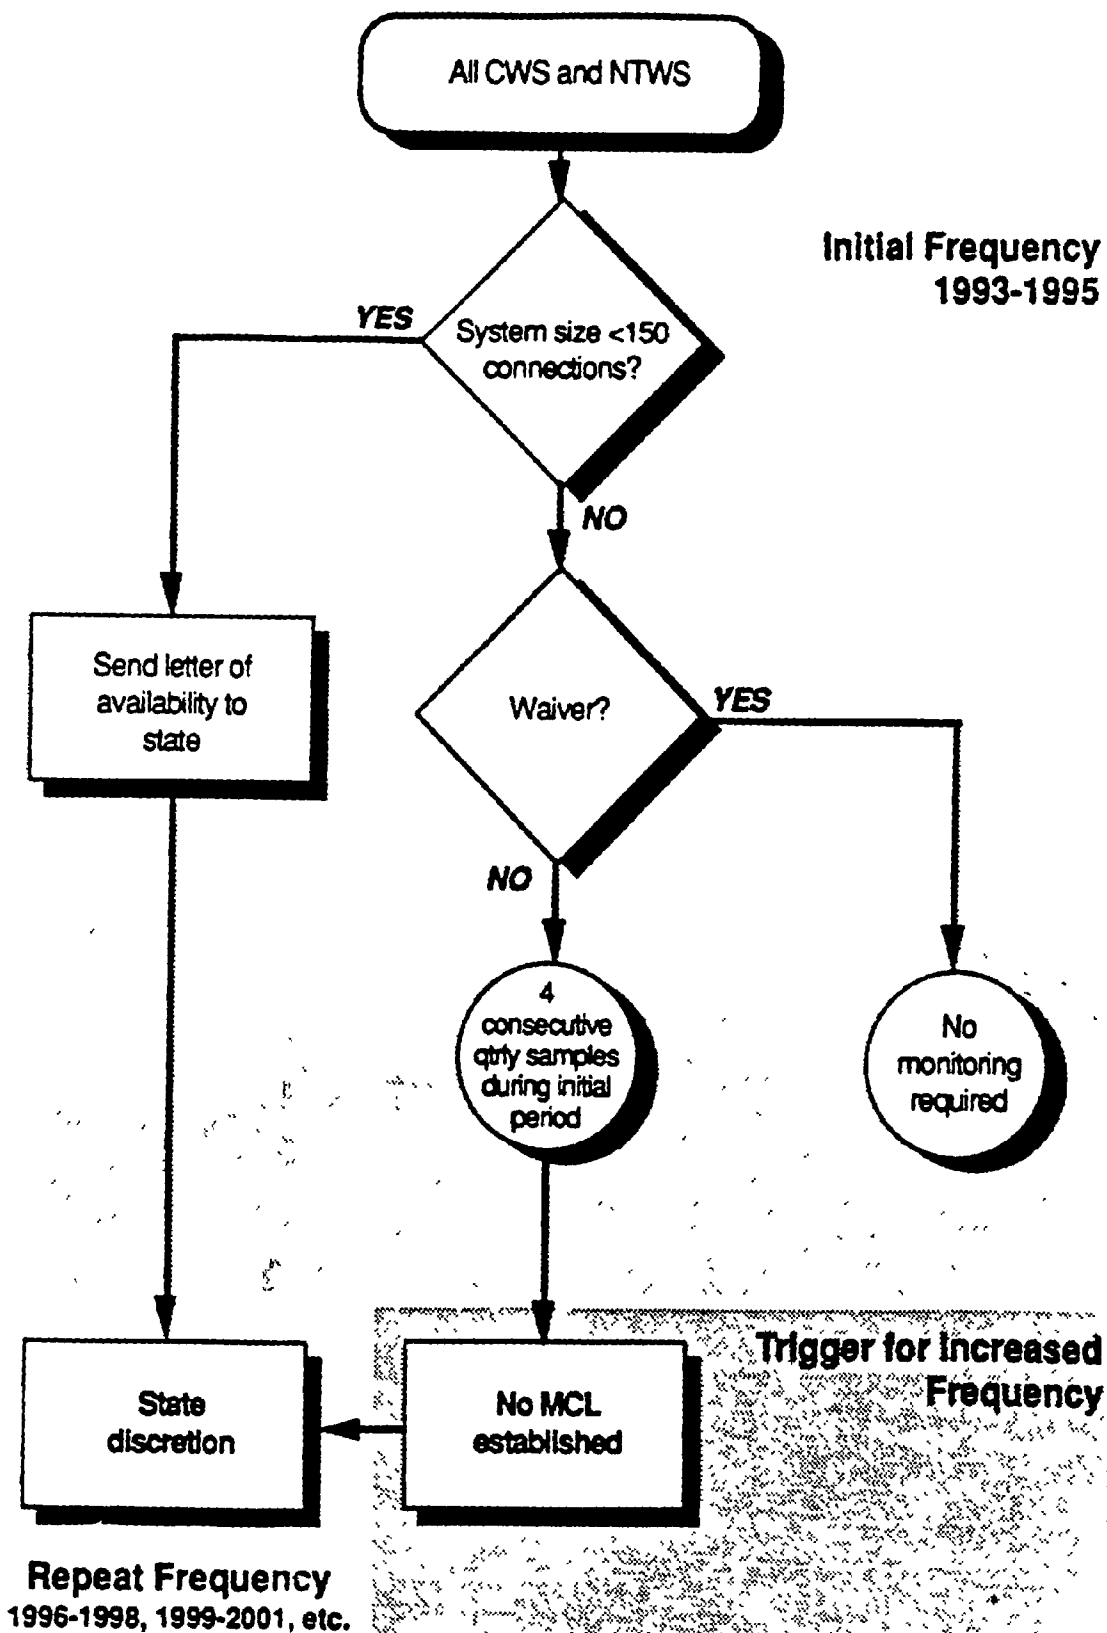 All CWS and NTWS
Initial Frequency
1993-1995
YES
System size <150
connections?
NO
Send letter of
availability to
state
Waiver?
YES
NO
4
consecutive
qtrly samples
during initial
period
No
monitoring
required
Trigger for Increased
Frequency
State
discretion
No MCL
established
Repeat Frequency
1996-1998, 1999-2001, etc.